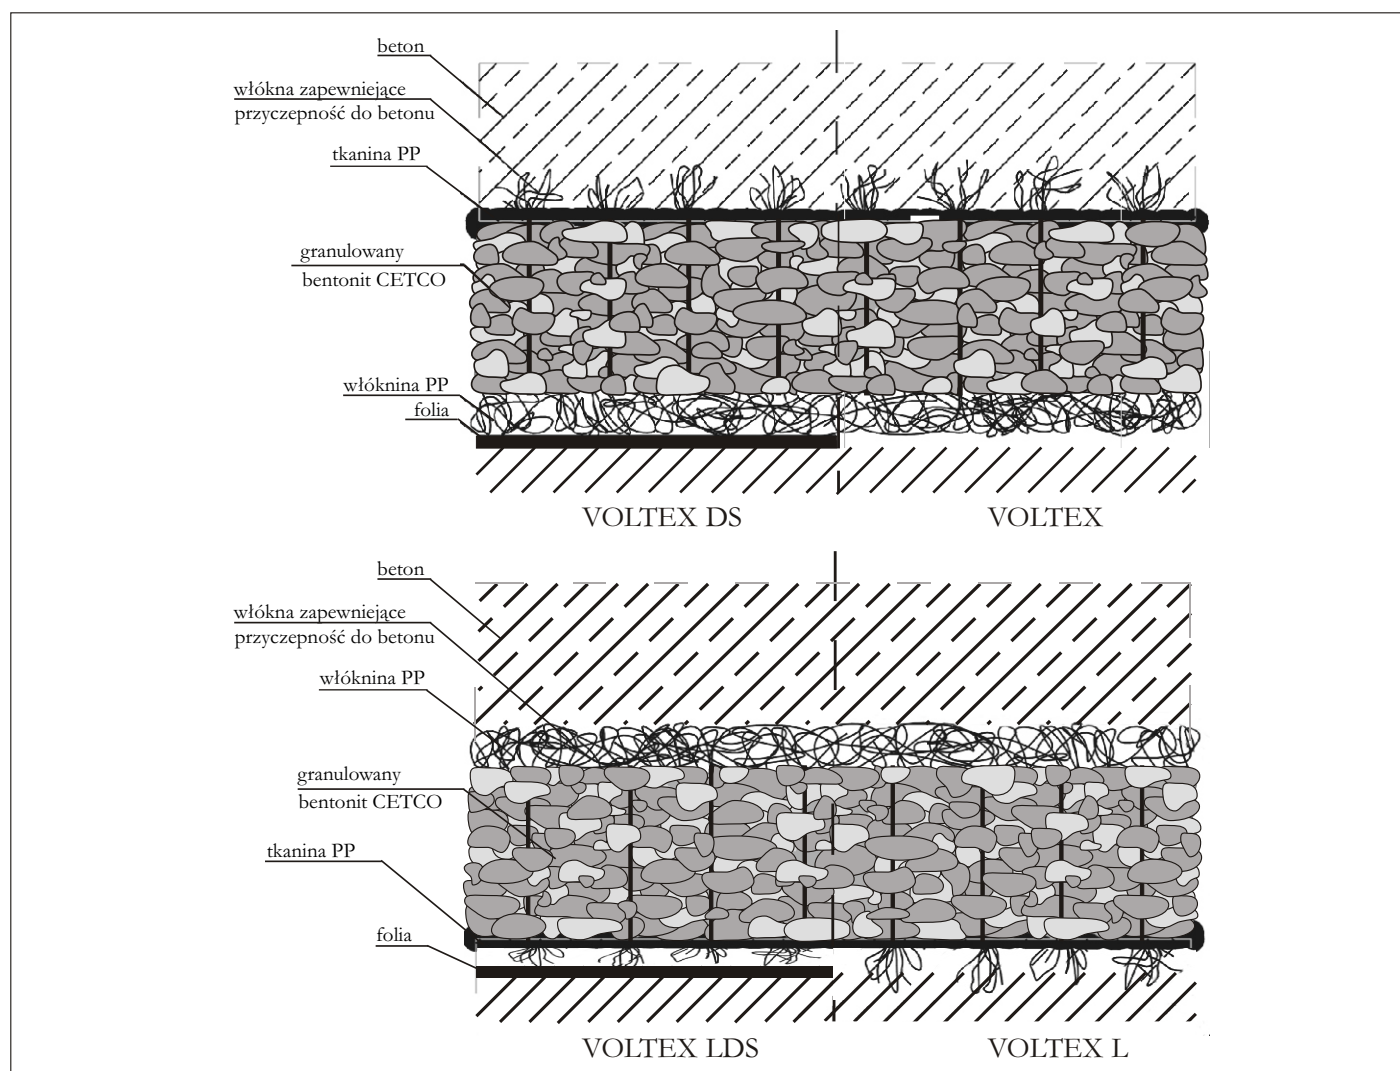 beton
włókna zapewniejące
przyczepność do betonu
tkanina PP
granulowany
bentonit CETCO
włóknina PP
folia
VOLTEX DS
VOLTEX
beton
włókna zapewniejące
przyczepność do betonu
włóknina PP
granulowany
bentonit CETCO
tkanina PP
folia
VOLTEX LDS
VOLTEX L